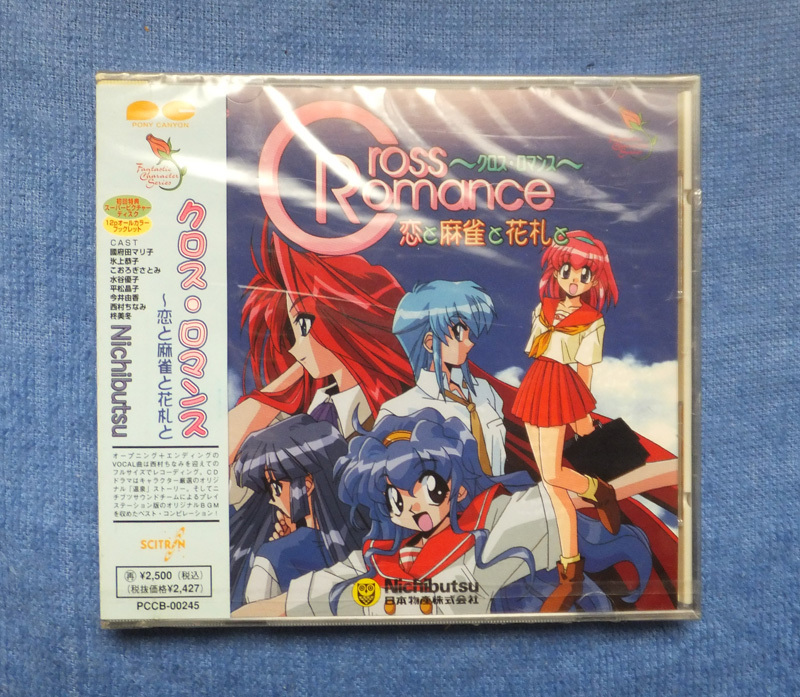 PONY CANYON
Fantastic
Character
Series
初回特典
スーパーピクチャー
ディスク
12pオールカラー
ブックレット
CAST
國府田マリ子
氷上恭子
こおろぎさとみ
水谷優子
平松晶子
今井由香
西村ちなみ
柊美冬
Nichibutsu
クロス・ロマンス
～恋と麻雀と花札と
オープニング+エンディングの
VOCAL曲は西村ちなみを迎えての
フルサイズでレコーディング。CD
ドラマはキャラクター厳選のオリジ
ナル「温泉」ストーリー。そしてニ
チブツサウンドチームによるプレイ
ステーション版のオリジナルBGM
を収めたベスト・コンピレーション!
SCITRON
再 ¥2,500 (税込)
(税抜価格¥2,427)
PCCB-00245
Cross
～クロス・ロマンス～
Romance
恋と麻雀と花札と
Nichibutsu
日本物産株式会社